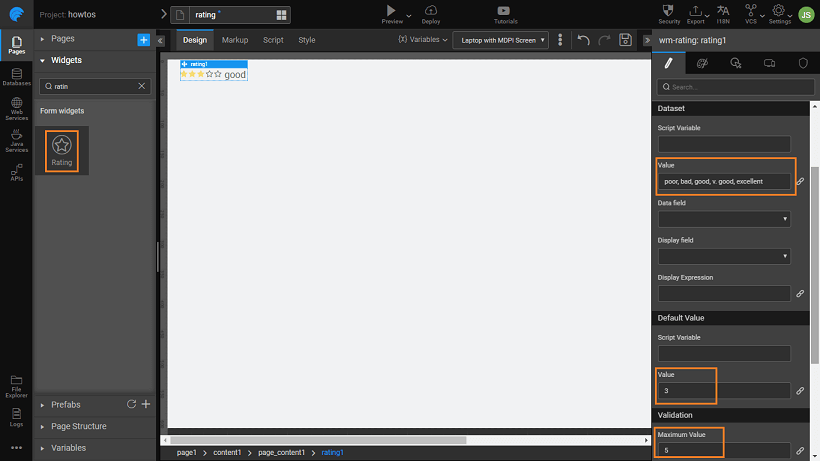 Project: howtos
rating *
Preview
Deploy
Tutorials
Security
Export
I18N
VCS
Settings
JS
Pages
Databases
Web
Services
Java
Services
APIs
File
Explorer
Logs
Pages
Widgets
ratin
Form widgets
Rating
Prefabs
Page Structure
Variables
Design
Markup
Script
Style
{x} Variables
Laptop with MDPI Screen
rating1
good
page1
content1
page_content1
rating1
wm-rating: rating1
Search...
Dataset
Script Variable
Value
poor, bad, good, v. good, excellent
Data field
Display field
Display Expression
Default Value
Script Variable
Value
3
Validation
Maximum Value
5